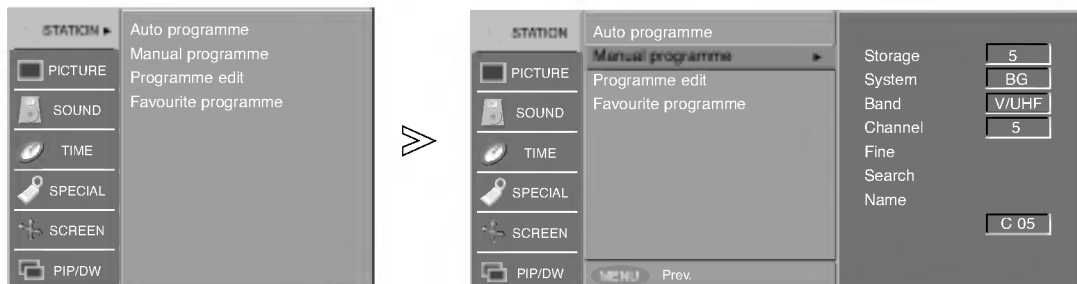 STATION
Auto programme
Manual programme
PICTURE
Programme edit
SOUND
Favourite programme
TIME
SPECIAL
SCREEN
PIP/DW
STATION
Auto programme
Manual programme
PICTURE
Programme edit
SOUND
Favourite programme
TIME
SPECIAL
SCREEN
PIP/DW
MENU Prev.
Storage 5
System BG
Band V/UHF
Channel 5
Fine
Search
Name
C 05